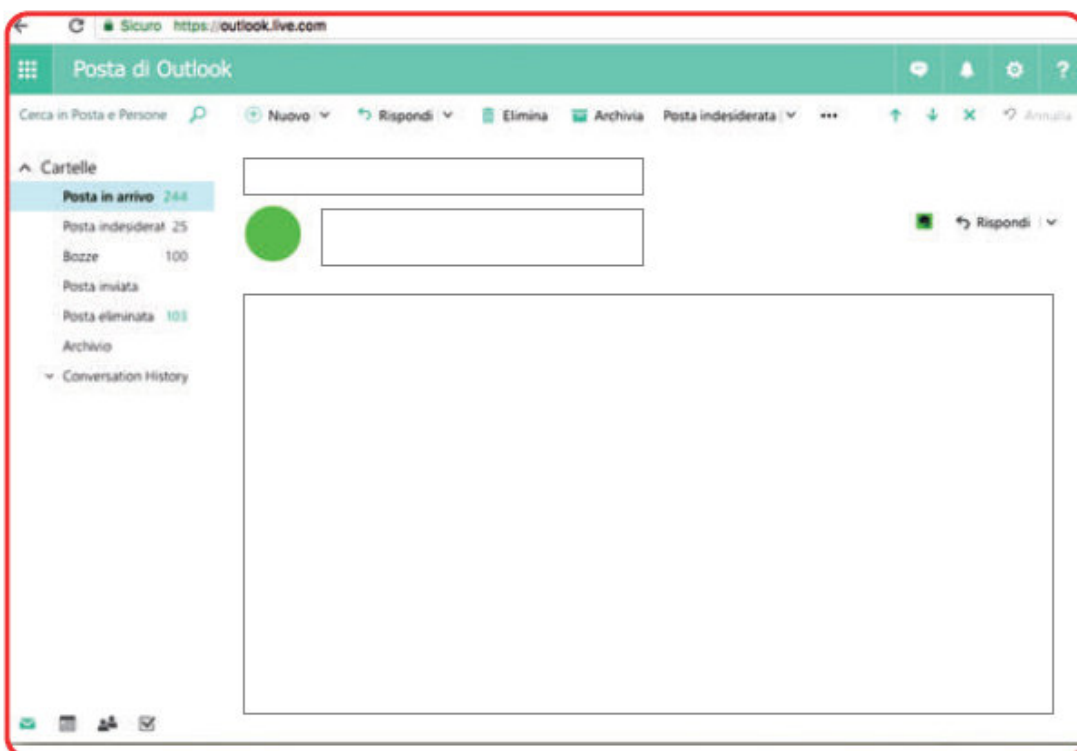 Sicuro https://outlook.live.com
Posta di Outlook
?
Cerca in Posta e Persone
Nuovo
Rispondi
Elimina
Archivia
Posta indesiderata
Annulla
Cartelle
Posta in arrivo 244
Posta indesiderat 25
Bozze 100
Posta inviata
Posta eliminata 103
Archivio
Conversation History
Rispondi